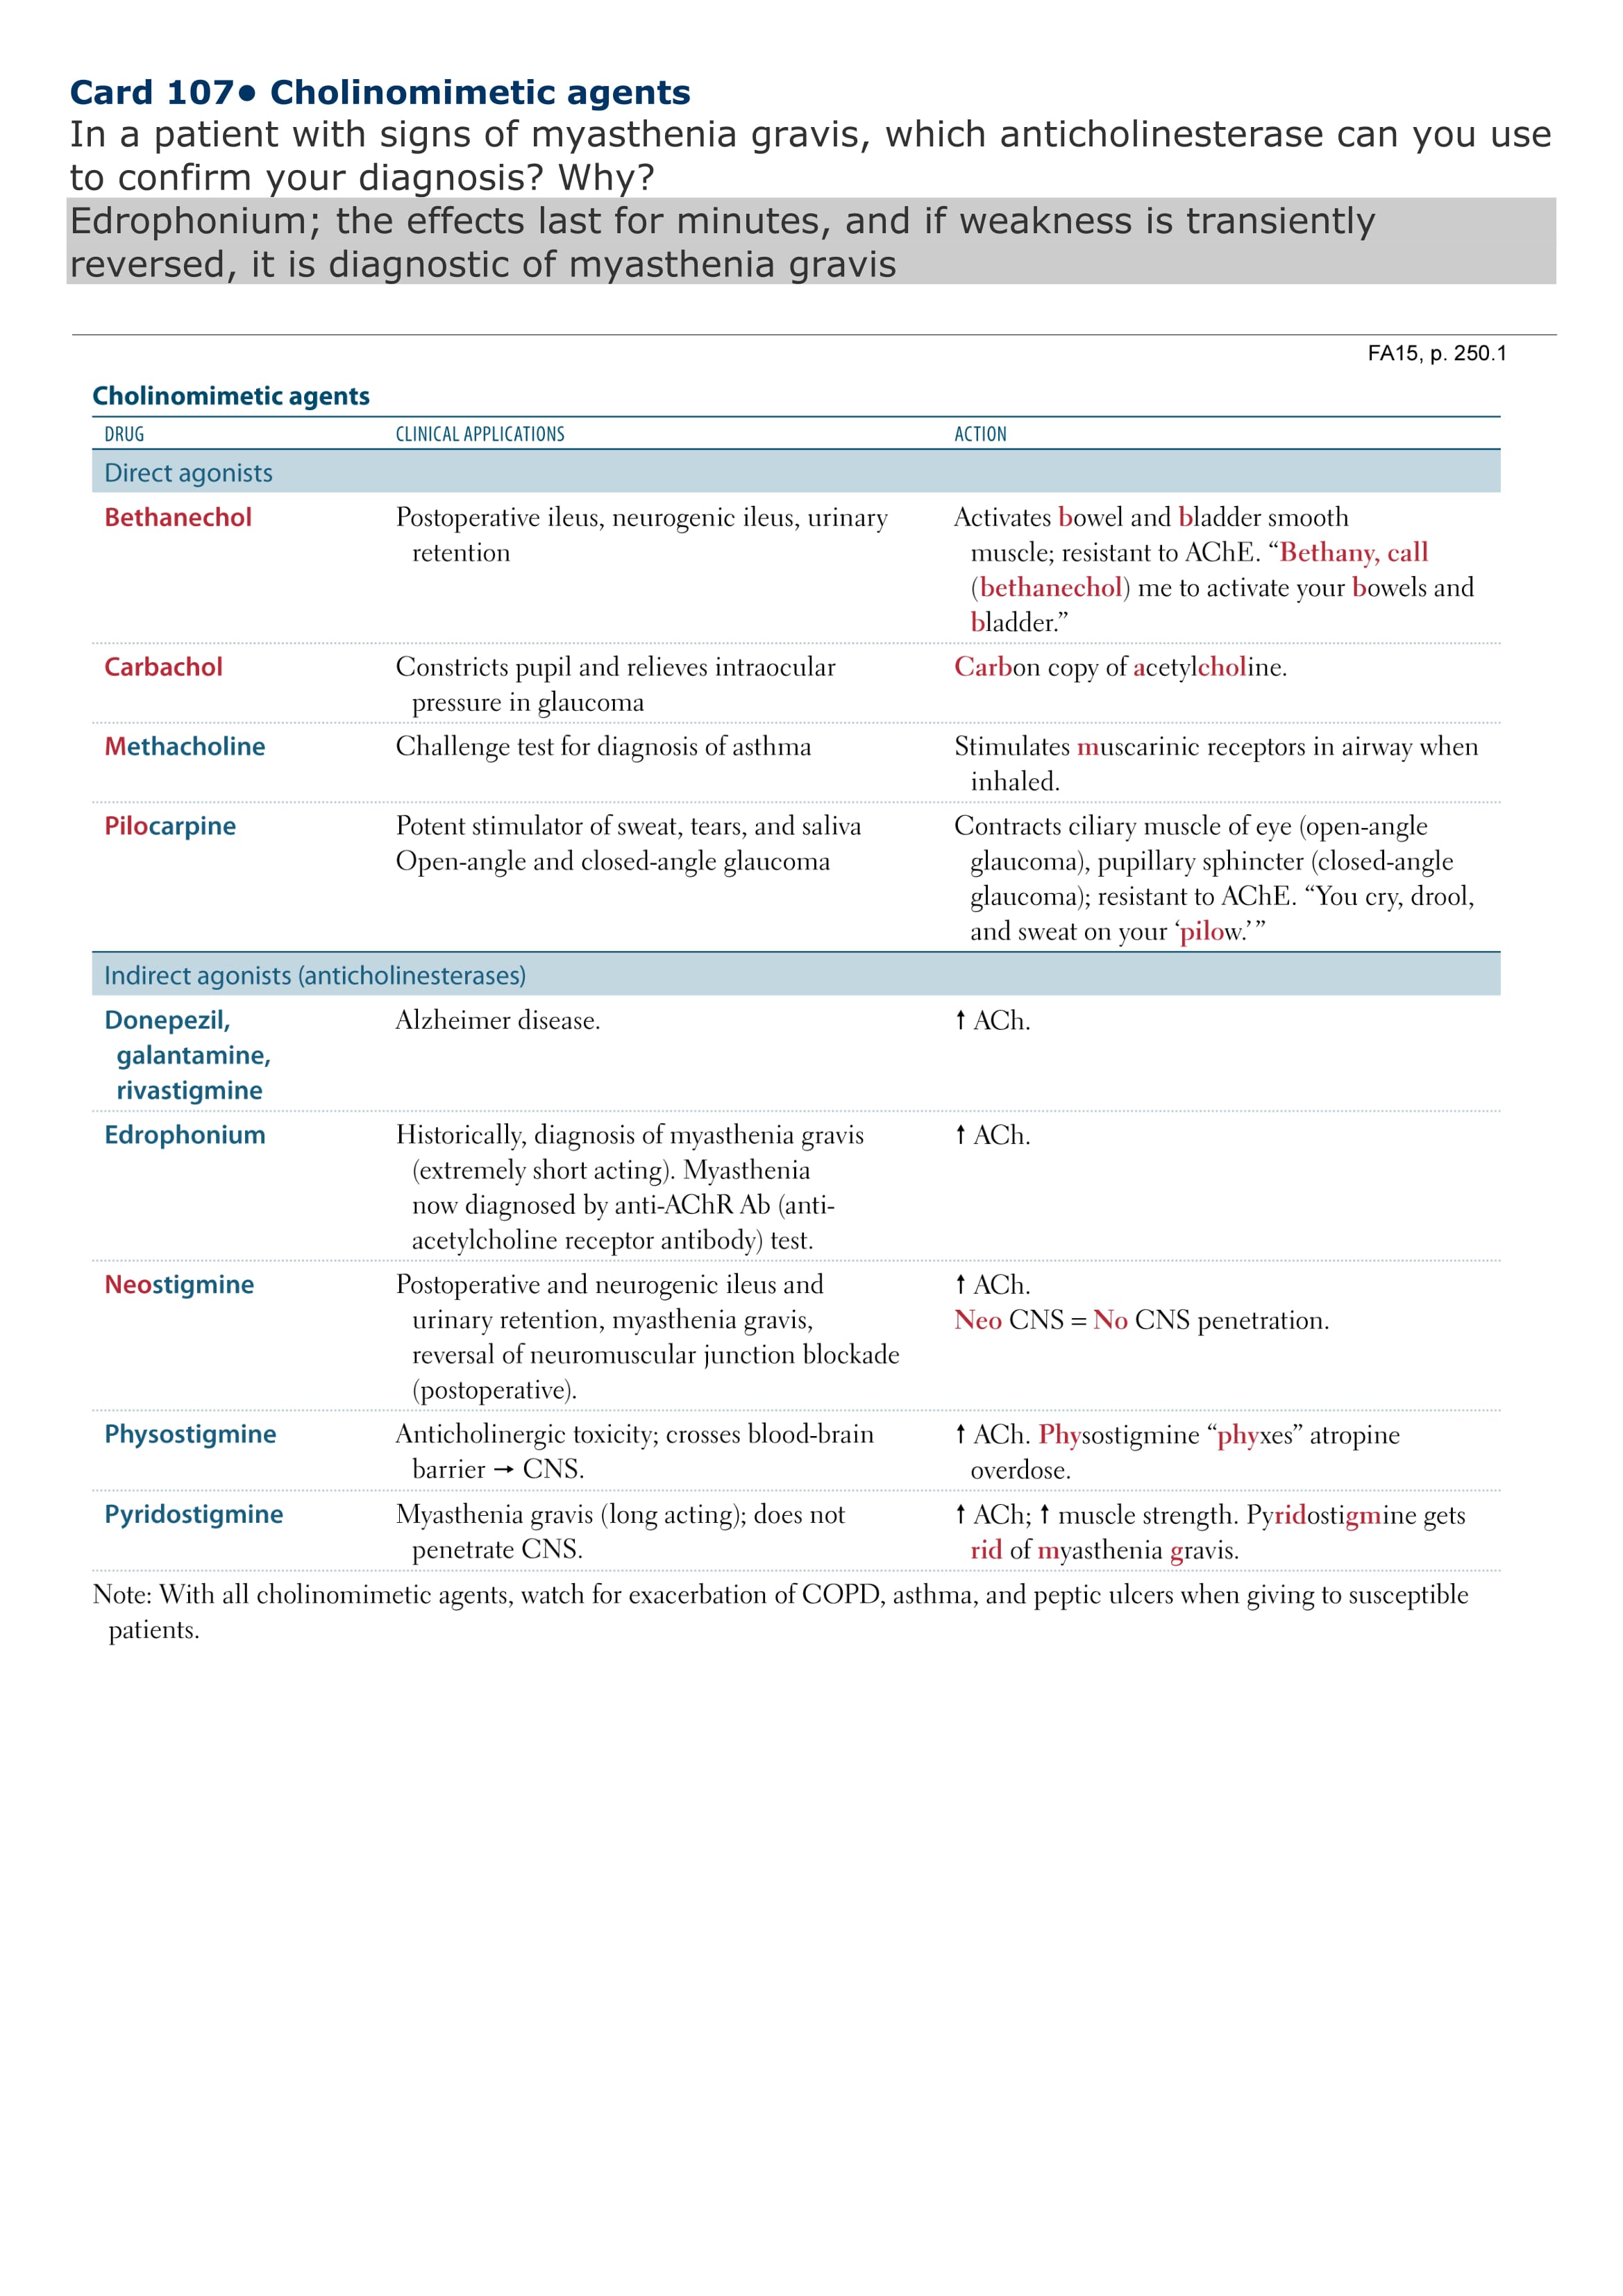 Card 107• Cholinomimetic agents
In a patient with signs of myasthenia gravis, which anticholinesterase can you use
to confirm your diagnosis? Why?
Edrophonium; the effects last for minutes, and if weakness is transiently
reversed, it is diagnostic of myasthenia gravis
FA15, p. 250.1
Cholinomimetic agents
DRUG CLINICAL APPLICATIONS ACTION
Direct agonists
Bethanechol Postoperative ileus, neurogenic ileus, urinary Activates bowel and bladder smooth
retention muscle; resistant to AChE. “Bethany, call
(bethanechol) me to activate your bowels and
bladder.”
Carbachol Constricts pupil and relieves intraocular Carbon copy of acetylcholine.
pressure in glaucoma
Methacholine Challenge test for diagnosis of asthma Stimulates muscarinic receptors in airway when
inhaled.
Pilocarpine Potent stimulator of sweat, tears, and saliva Contracts ciliary muscle of eye (open-angle
Open-angle and closed-angle glaucoma glaucoma), pupillary sphincter (closed-angle
glaucoma); resistant to AChE. “You cry, drool,
and sweat on your ‘pilow.’”
Indirect agonists (anticholinesterases)
Donepezil, Alzheimer disease. ↑ ACh.
galantamine,
rivastigmine
Edrophonium Historically, diagnosis of myasthenia gravis ↑ ACh.
(extremely short acting). Myasthenia
now diagnosed by anti-AChR Ab (anti-
acetylcholine receptor antibody) test.
Neostigmine Postoperative and neurogenic ileus and ↑ ACh.
urinary retention, myasthenia gravis, Neo CNS = No CNS penetration.
reversal of neuromuscular junction blockade
(postoperative).
Physostigmine Anticholinergic toxicity; crosses blood-brain ↑ ACh. Physostigmine “phyxes” atropine
barrier → CNS. overdose.
Pyridostigmine Myasthenia gravis (long acting); does not ↑ ACh; ↑ muscle strength. Pyridostigmine gets
penetrate CNS. rid of myasthenia gravis.
Note: With all cholinomimetic agents, watch for exacerbation of COPD, asthma, and peptic ulcers when giving to susceptible
patients.